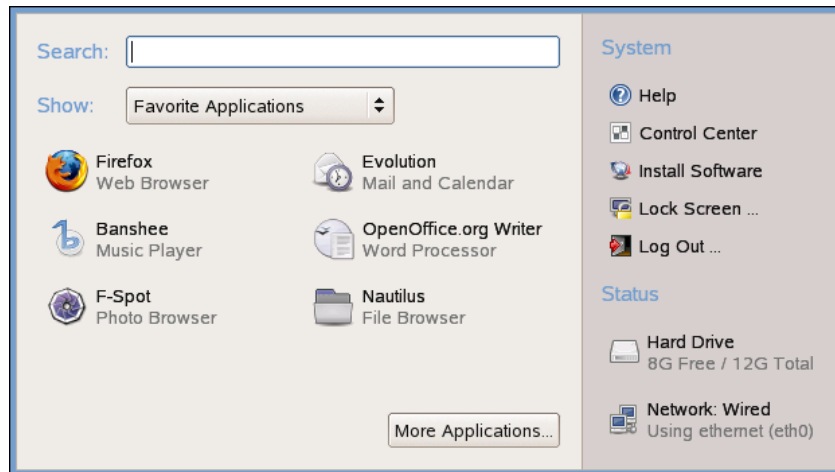 Search:
Show: Favorite Applications
Firefox
Web Browser
Evolution
Mail and Calendar
Banshee
Music Player
OpenOffice.org Writer
Word Processor
F-Spot
Photo Browser
Nautilus
File Browser
More Applications...
System
Help
Control Center
Install Software
Lock Screen ...
Log Out ...
Status
Hard Drive
8G Free / 12G Total
Network: Wired
Using ethernet (eth0)